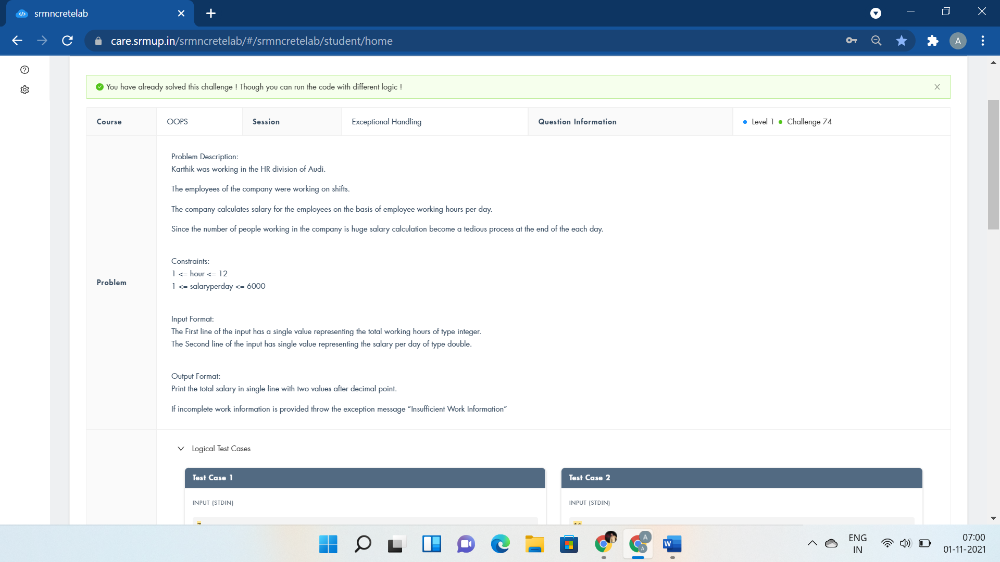 srmncretelab
care.srmup.in/srmncretelab/#/srmncretelab/student/home
A
You have already solved this challenge ! Though you can run the code with different logic !
Course
OOPS
Session
Exceptional Handling
Question Information
Level 1
Challenge 74
Problem
Problem Description:
Karthik was working in the HR division of Audi.
The employees of the company were working on shifts.
The company calculates salary for the employees on the basis of employee working hours per day.
Since the number of people working in the company is huge salary calculation become a tedious process at the end of the each day.
Constraints:
1 <= hour <= 12
1 <= salaryperday <= 6000
Input Format:
The First line of the input has a single value representing the total working hours of type integer.
The Second line of the input has single value representing the salary per day of type double.
Output Format:
Print the total salary in single line with two values after decimal point.
If incomplete work information is provided throw the exception message “Insufficient Work Information”
Logical Test Cases
Test Case 1
INPUT (STDIN)
Test Case 2
INPUT (STDIN)
A
A
W
ENG
IN
07:00
01-11-2021